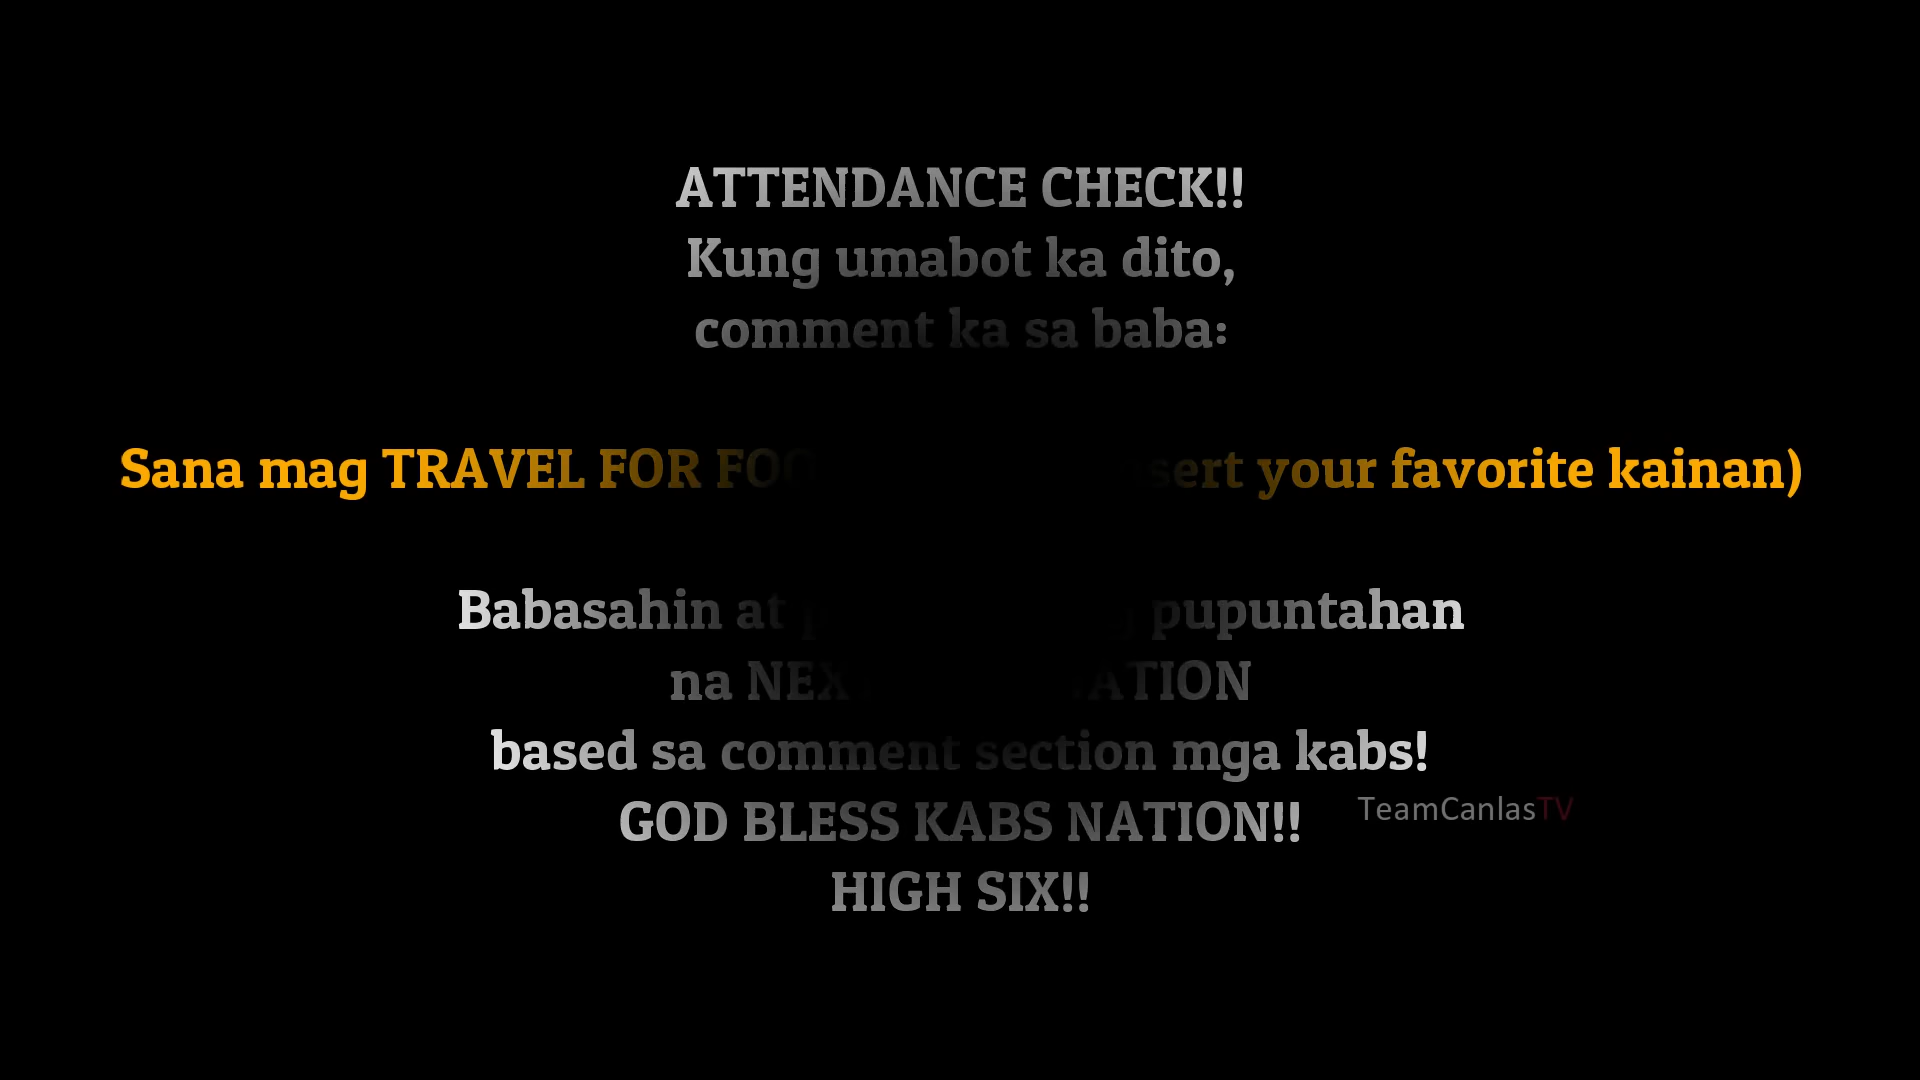 ATTENDANCE CHECK!!
Kung umabot ka dito,
comment ka sa baba:
Sana mag TRAVEL FOR your favorite kainan)
Babasahin at pupuntahan
na
based sa comment section mga kabs!
GOD BLESS KABS NATION!!
TeamCanlasTV
HIGH SIX!!